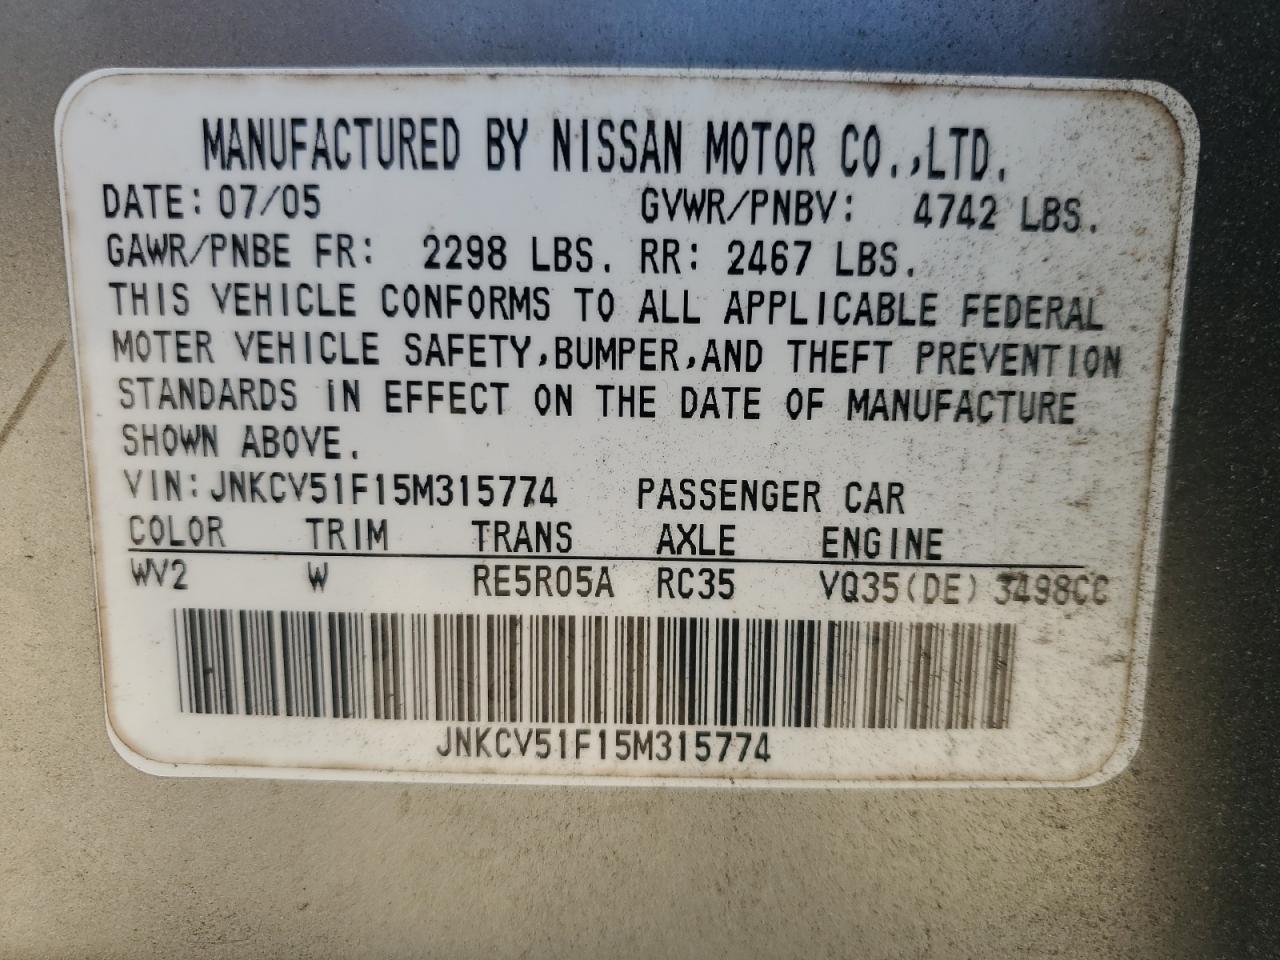 MANUFACTURED BY NISSAN MOTOR CO.,LTD.
DATE: 07/05 GVWR/PNBV: 4742 LBS.
GAWR/PNBE FR: 2298 LBS. RR: 2467 LBS.
THIS VEHICLE CONFORMS TO ALL APPLICABLE FEDERAL
MOTER VEHICLE SAFETY,BUMPER,AND THEFT PREVENTION
STANDARDS IN EFFECT ON THE DATE OF MANUFACTURE
SHOWN ABOVE.
VIN:JNKCV51F15M315774 PASSENGER CAR
COLOR TRIM TRANS AXLE ENGINE
WV2 W RE5R05A RC35 VQ35(DE) 3498CC
JNKCV51F15M315774